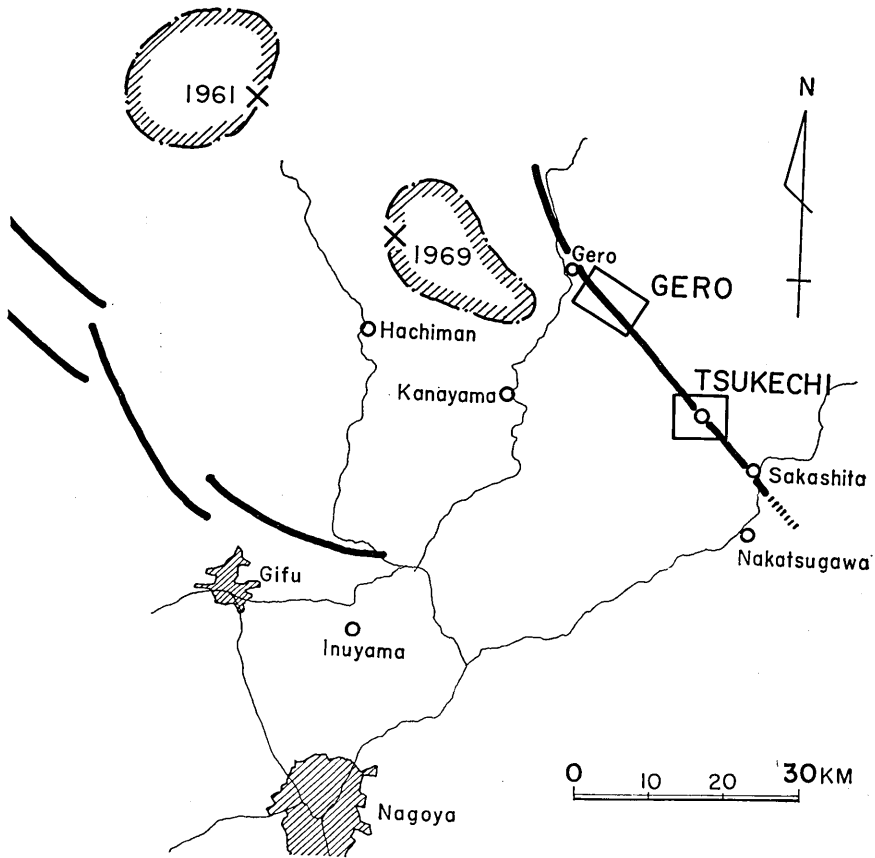 1961
N
1969
Gero
GERO
Hachiman
TSUKECHI
Kanayama
Sakashita
Nakatsugawa
Gifu
Inuyama
0 10 20 30KM
Nagoya